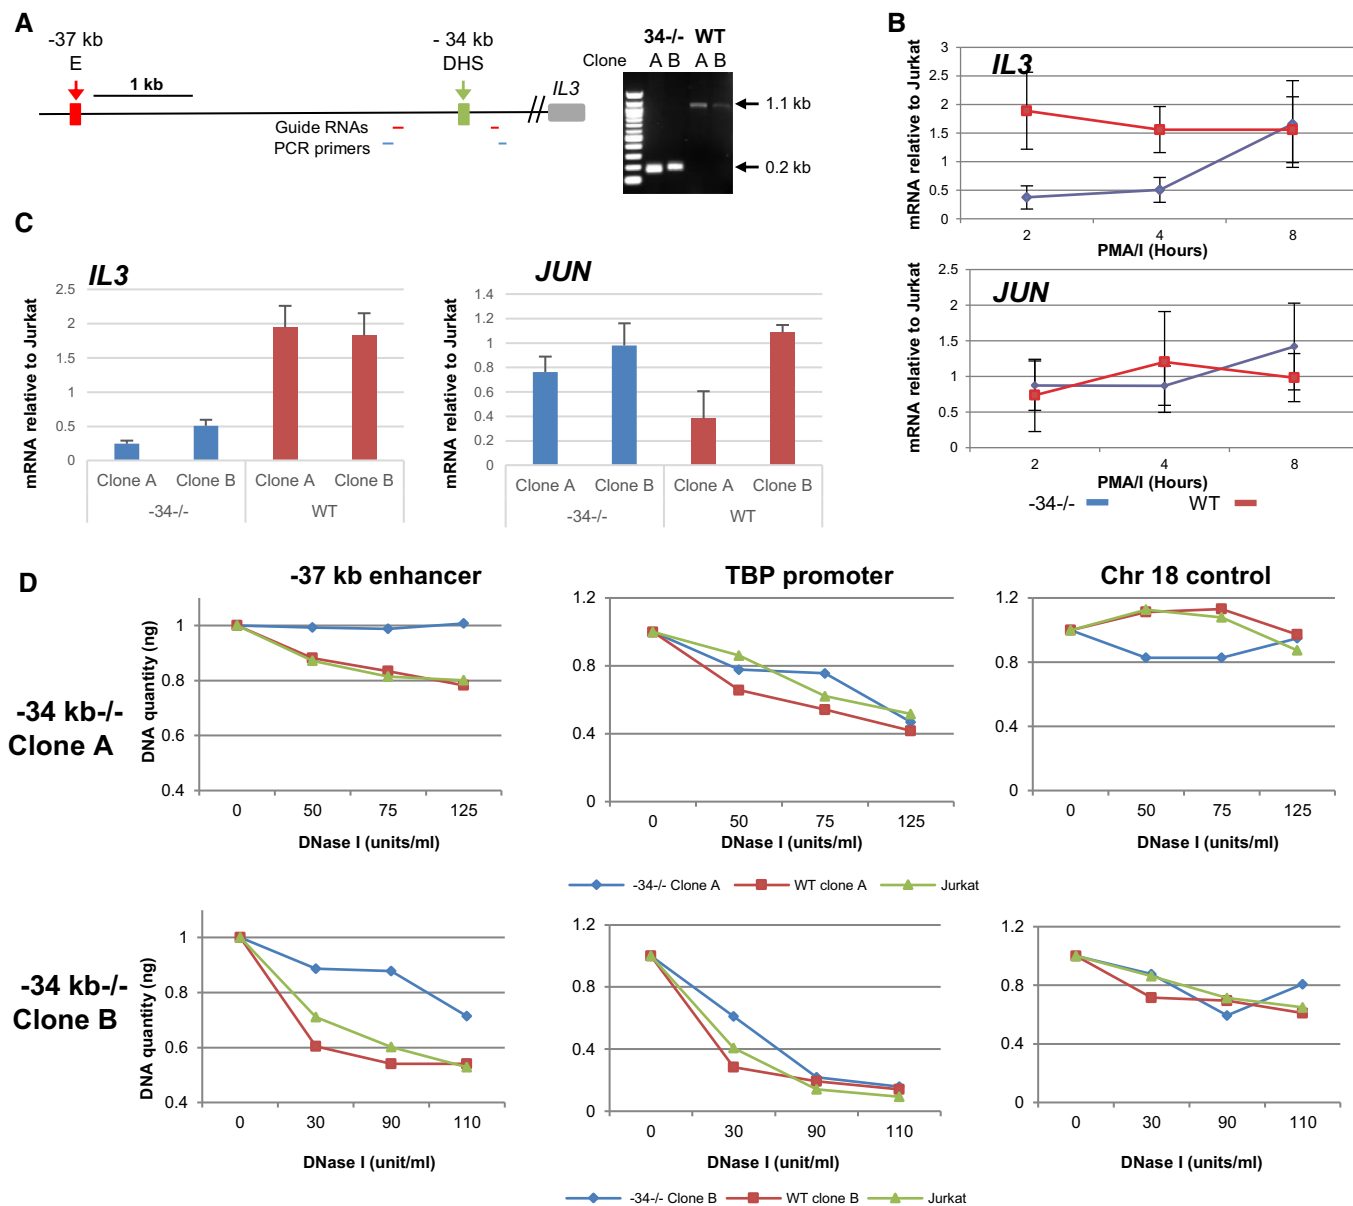 A
-37 kb
E
1 kb
- 34 kb
DHS
IL3
Guide RNAs
PCR primers
34-/- WT
Clone A B A B
1.1 kb
0.2 kb
B
IL3
mRNA relative to Jurkat
3
2.5
2
1.5
1
0.5
0
2 4 8
PMA/I (Hours)
JUN
mRNA relative to Jurkat
2.5
2
1.5
1
0.5
0
2 4 8
PMA/I (Hours)
-34-/- WT
C
IL3
mRNA relative to Jurkat
2.5
2
1.5
1
0.5
0
Clone A Clone B Clone A Clone B
-34-/- WT
JUN
mRNA relative to Jurkat
1.4
1.2
1
0.8
0.6
0.4
0.2
0
Clone A Clone B Clone A Clone B
-34-/- WT
D
-37 kb enhancer
TBP promoter
Chr 18 control
-34 kb-/-
Clone A
DNA quantity (ng)
1
0.8
0.6
0.4
0 50 75 125
DNase I (units/ml)
1.2
0.8
0.4
0
0 50 75 125
DNase I (units/ml)
1.2
0.8
0.4
0
0 50 75 125
DNase I (units/ml)
-34-/- Clone A WT clone A Jurkat
-34 kb-/-
Clone B
DNA quantity (ng)
1
0.8
0.6
0.4
0 30 90 110
DNase I (unit/ml)
1.2
0.8
0.4
0
0 30 90 110
DNase I (unit/ml)
1.2
0.8
0.4
0
0 30 90 110
DNase I (units/ml)
-34-/- Clone B WT clone B Jurkat